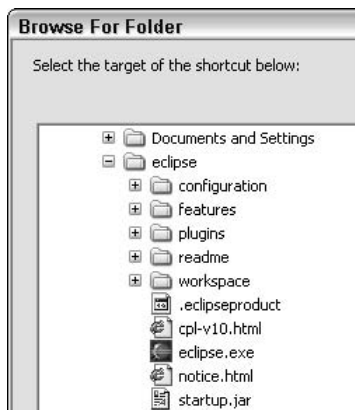 Browse For Folder
Select the target of the shortcut below:
Documents and Settings
eclipse
configuration
features
plugins
readme
workspace
.eclipseproduct
cpl-v10.html
eclipse.exe
notice.html
startup.jar